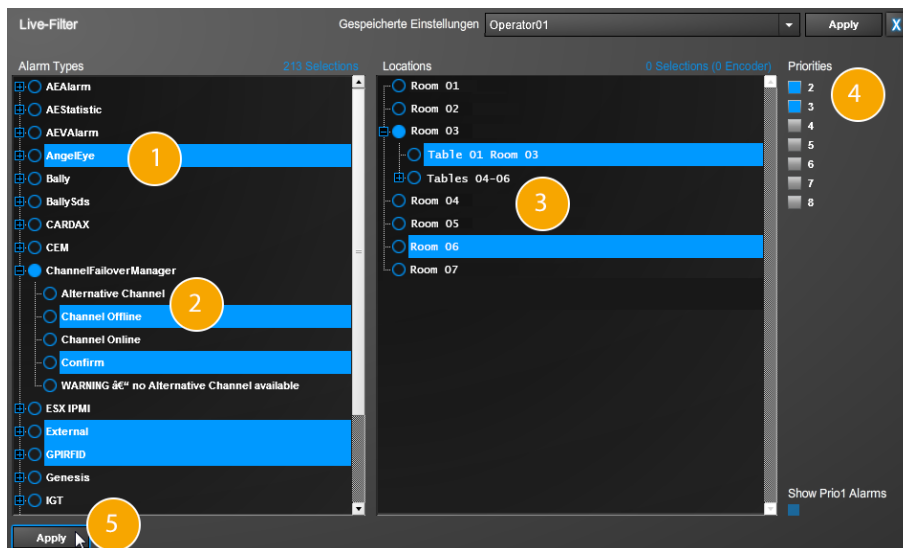 Live-Filter
Gespeicherte Einstellungen Operator01 Apply X
Alarm Types 213 Selections
AEAlarm
AEStatistic
AEVAlarm
AngelEye
Bally
BallySds
CARDAX
CEM
ChannelFailoverManager
Alternative Channel
Channel Offline
Channel Online
Confirm
WARNING â€“ no Alternative Channel available
ESX IPMI
External
GPIRFID
Genesis
IGT
1
2
Locations 0 Selections (0 Encoder)
Room 01
Room 02
Room 03
Table 01 Room 03
Tables 04-06
Room 04
Room 05
Room 06
Room 07
3
Priorities
2
3
4
5
6
7
8
4
Show Prio1 Alarms
Apply
5